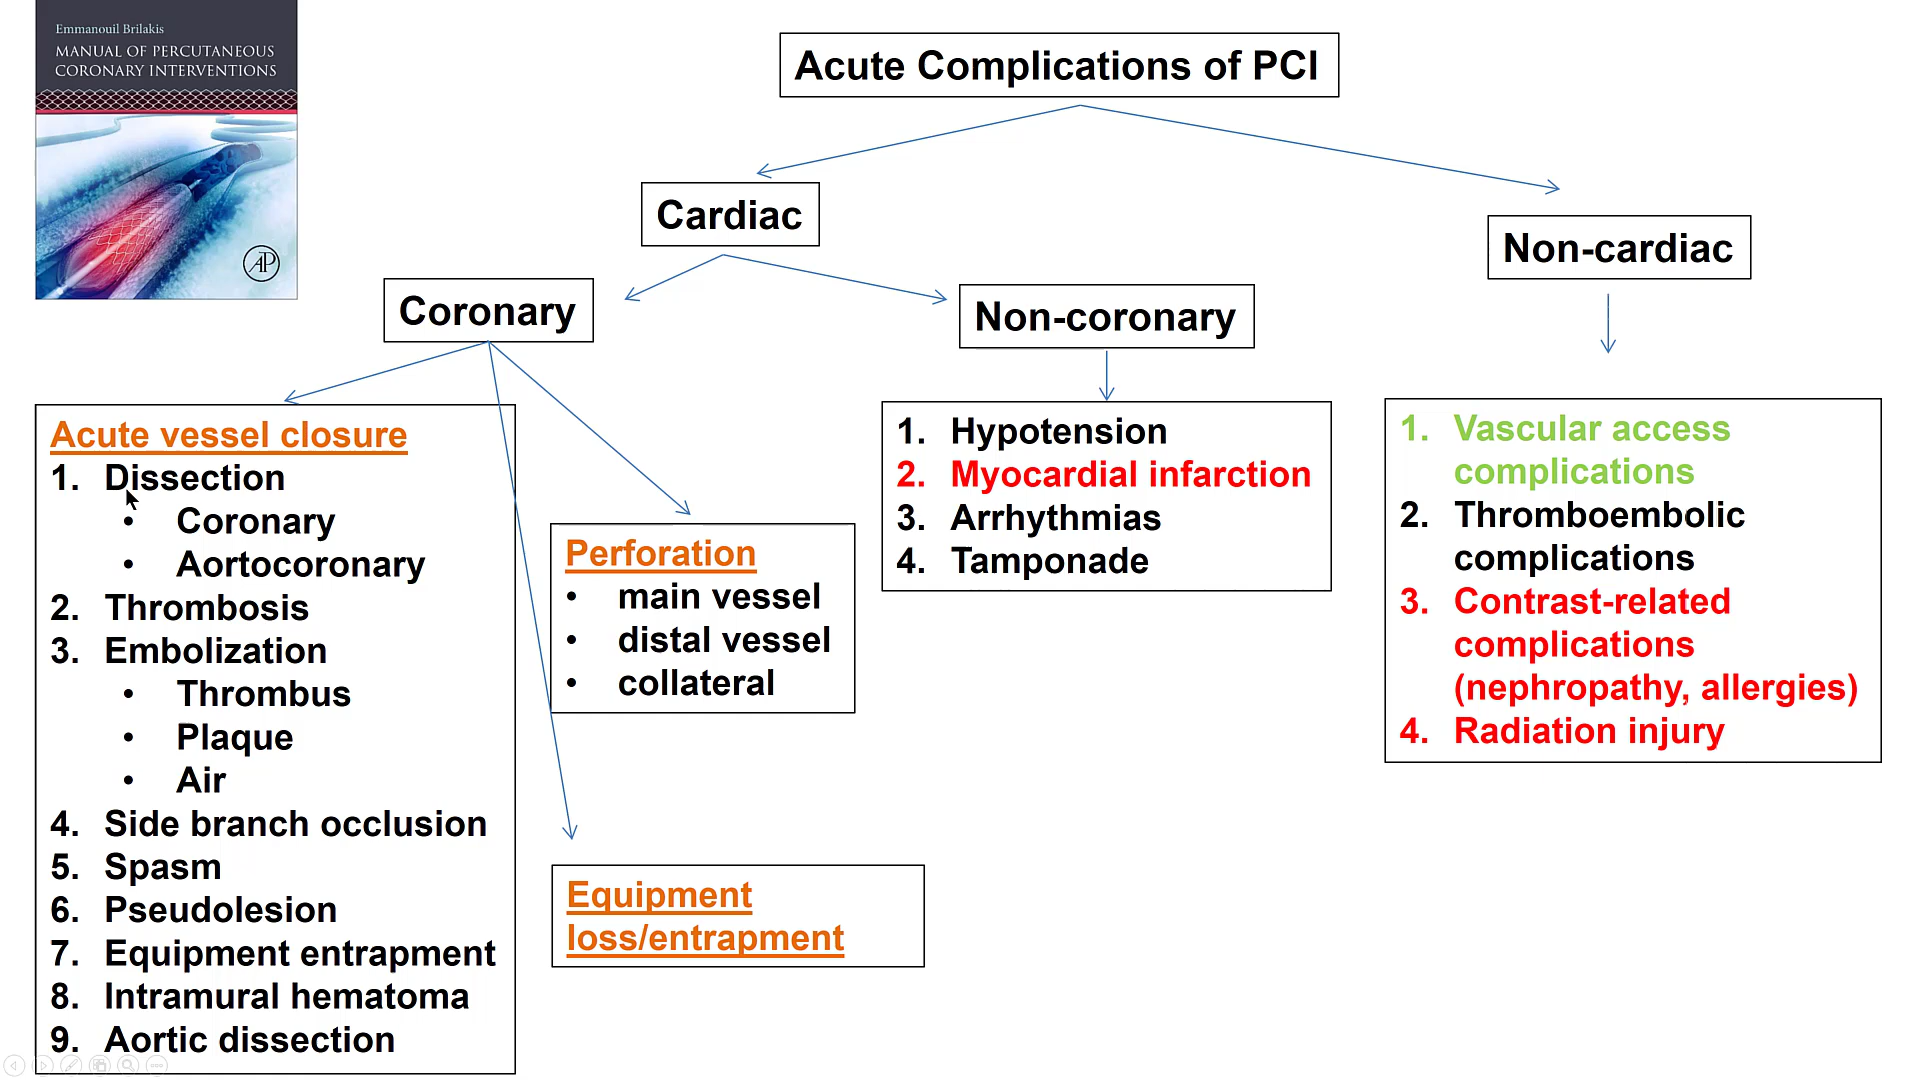 Emmanouil Brilakis
MANUAL OF PERCUTANEOUS
CORONARY INTERVENTIONS
AP
Acute Complications of PCI
Cardiac
Non-cardiac
Coronary
Non-coronary
Acute vessel closure
1. Dissection
• Coronary
• Aortocoronary
2. Thrombosis
3. Embolization
• Thrombus
• Plaque
• Air
4. Side branch occlusion
5. Spasm
6. Pseudolesion
7. Equipment entrapment
8. Intramural hematoma
9. Aortic dissection
Perforation
• main vessel
• distal vessel
• collateral
Equipment
loss/entrapment
1. Hypotension
2. Myocardial infarction
3. Arrhythmias
4. Tamponade
1. Vascular access
complications
2. Thromboembolic
complications
3. Contrast-related
complications
(nephropathy, allergies)
4. Radiation injury